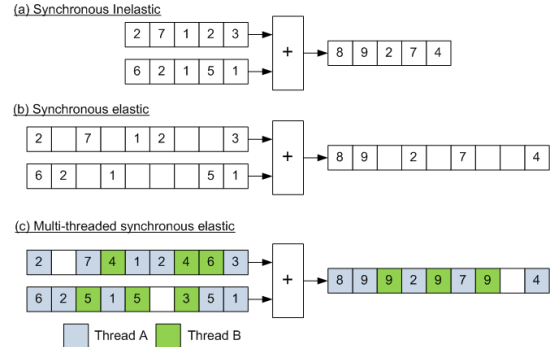 (a) Synchronous Inelastic
2 7 1 2 3
6 2 1 5 1
+
8 9 2 7 4
(b) Synchronous elastic
2 7 1 2 3
6 2 1 5 1
+
8 9 2 7 4
(c) Multi-threaded synchronous elastic
2 7 4 1 2 4 6 3
6 2 5 1 5 3 5 1
+
8 9 9 2 9 7 9 4
Thread A Thread B